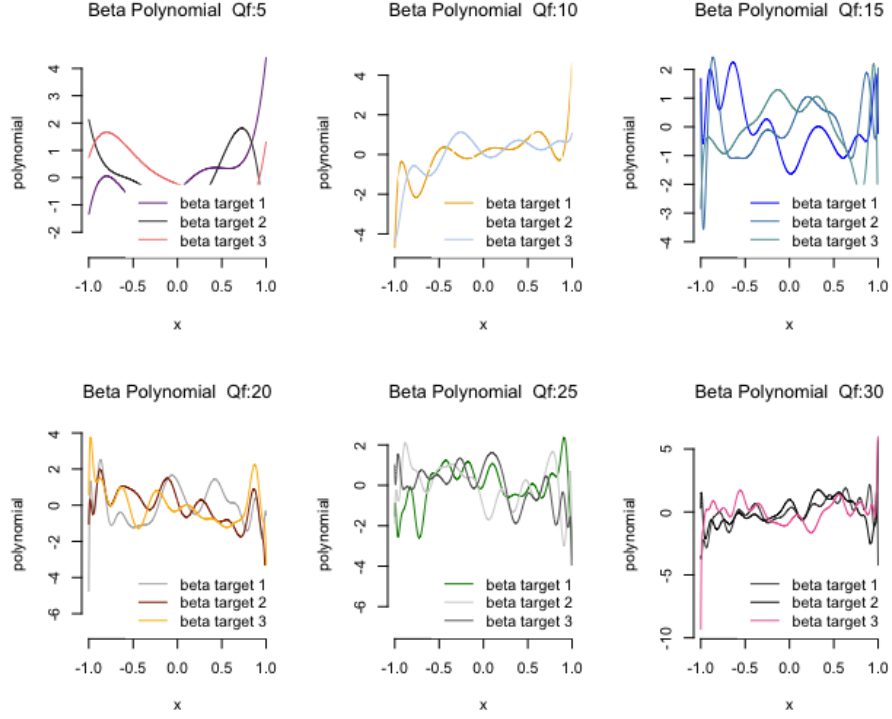 Beta Polynomial Qf:5
polynomial
4
3
2
1
0
-1
-2
beta target 1
beta target 2
beta target 3
-1.0 -0.5 0.0 0.5 1.0
x
Beta Polynomial Qf:10
polynomial
4
2
0
-2
-4
beta target 1
beta target 2
beta target 3
-1.0 -0.5 0.0 0.5 1.0
x
Beta Polynomial Qf:15
polynomial
2
1
0
-1
-2
-3
-4
beta target 1
beta target 2
beta target 3
-1.0 -0.5 0.0 0.5 1.0
x
Beta Polynomial Qf:20
polynomial
4
2
0
-2
-4
-6
beta target 1
beta target 2
beta target 3
-1.0 -0.5 0.0 0.5 1.0
x
Beta Polynomial Qf:25
polynomial
2
0
-2
-4
-6
beta target 1
beta target 2
beta target 3
-1.0 -0.5 0.0 0.5 1.0
x
Beta Polynomial Qf:30
polynomial
5
0
-5
-10
beta target 1
beta target 2
beta target 3
-1.0 -0.5 0.0 0.5 1.0
x